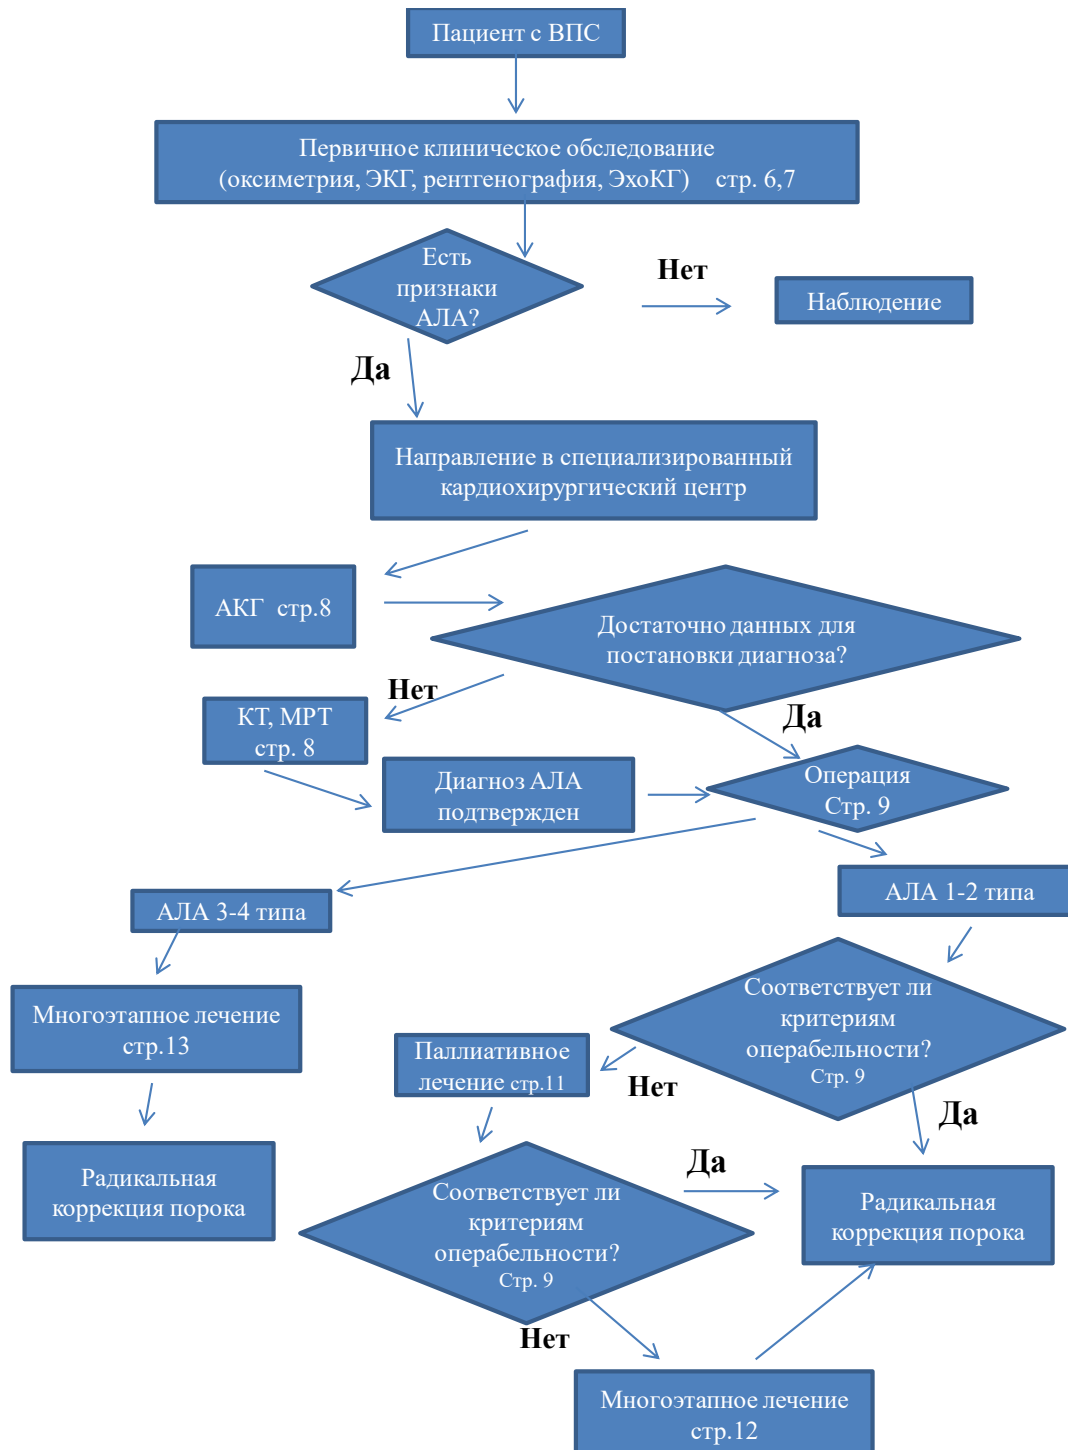 Пациент с ВПС
Первичное клиническое обследование
(оксиметрия, ЭКГ, рентгенография, ЭхоКГ) стр. 6,7
Есть
признаки
АЛА?
Нет
Наблюдение
Да
Направление в специализированный
кардиохирургический центр
АКГ стр.8
Достаточно данных для
постановки диагноза?
Нет
Да
КТ, МРТ
стр. 8
Диагноз АЛА
подтвержден
Операция
Стр. 9
АЛА 3-4 типа
АЛА 1-2 типа
Многоэтапное лечение
стр.13
Соответствует ли
критериям
операбельности?
Стр. 9
Паллиативное
лечение стр.11
Нет
Да
Радикальная
коррекция порока
Соответствует ли
критериям
операбельности?
Стр. 9
Да
Радикальная
коррекция порока
Нет
Многоэтапное лечение
стр.12